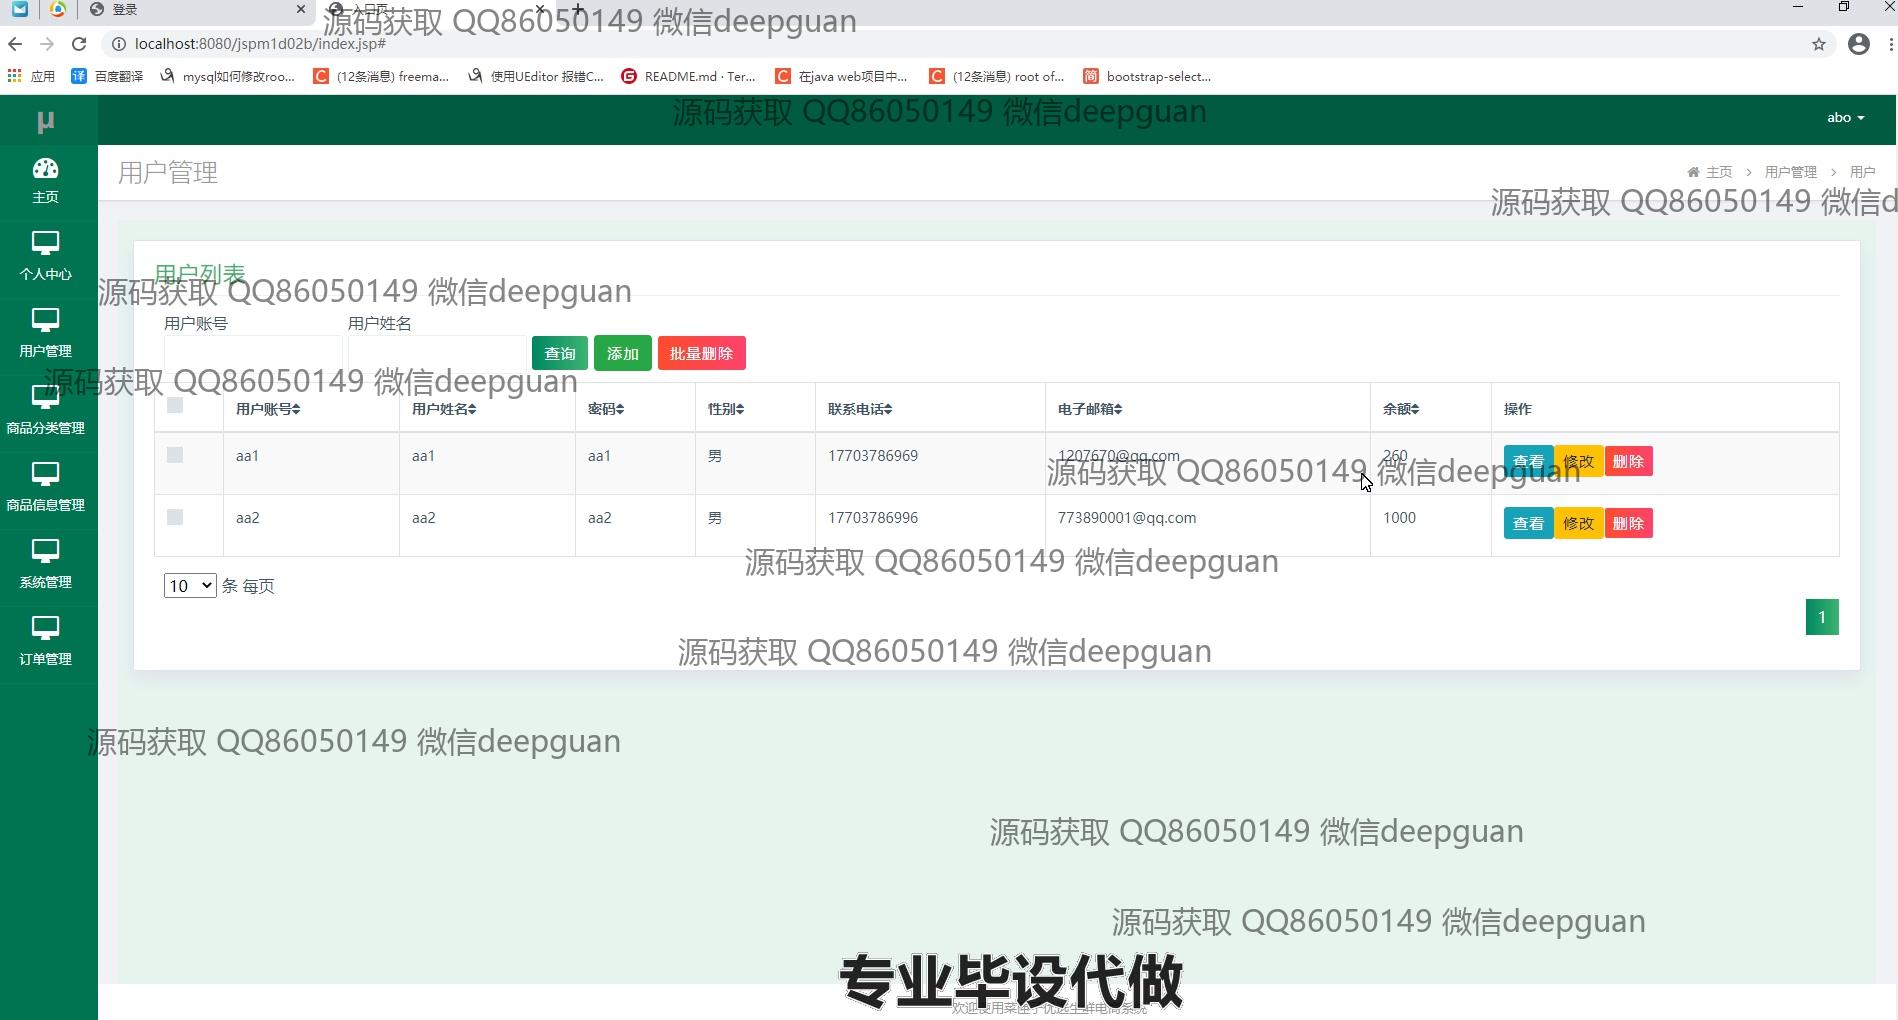 登录
入口页
源码获取 QQ86050149 微信deepguan
localhost:8080/jspm1d02b/index.jsp#
应用 百度翻译 mysql如何修改roo... (12条消息) freema... 使用UEditor 报错C... README.md · Ter... 在java web项目中... (12条消息) root of... bootstrap-select...
源码获取 QQ86050149 微信deepguan
μ
abo
用户管理
主页 > 用户管理 > 用户
源码获取 QQ86050149 微信d
主页
个人中心
用户管理
商品分类管理
商品信息管理
系统管理
订单管理
用户列表
源码获取 QQ86050149 微信deepguan
用户账号 用户姓名
查询 添加 批量删除
源码获取 QQ86050149 微信deepguan
用户账号 用户姓名 密码 性别 联系电话 电子邮箱 余额 操作
aa1 aa1 aa1 男 17703786969 1207670@qq.com 260 查看 修改 删除
源码获取 QQ86050149 微信deepguan
aa2 aa2 aa2 男 17703786996 773890001@qq.com 1000 查看 修改 删除
源码获取 QQ86050149 微信deepguan
10 条 每页
1
源码获取 QQ86050149 微信deepguan
源码获取 QQ86050149 微信deepguan
源码获取 QQ86050149 微信deepguan
源码获取 QQ86050149 微信deepguan
专业毕设代做